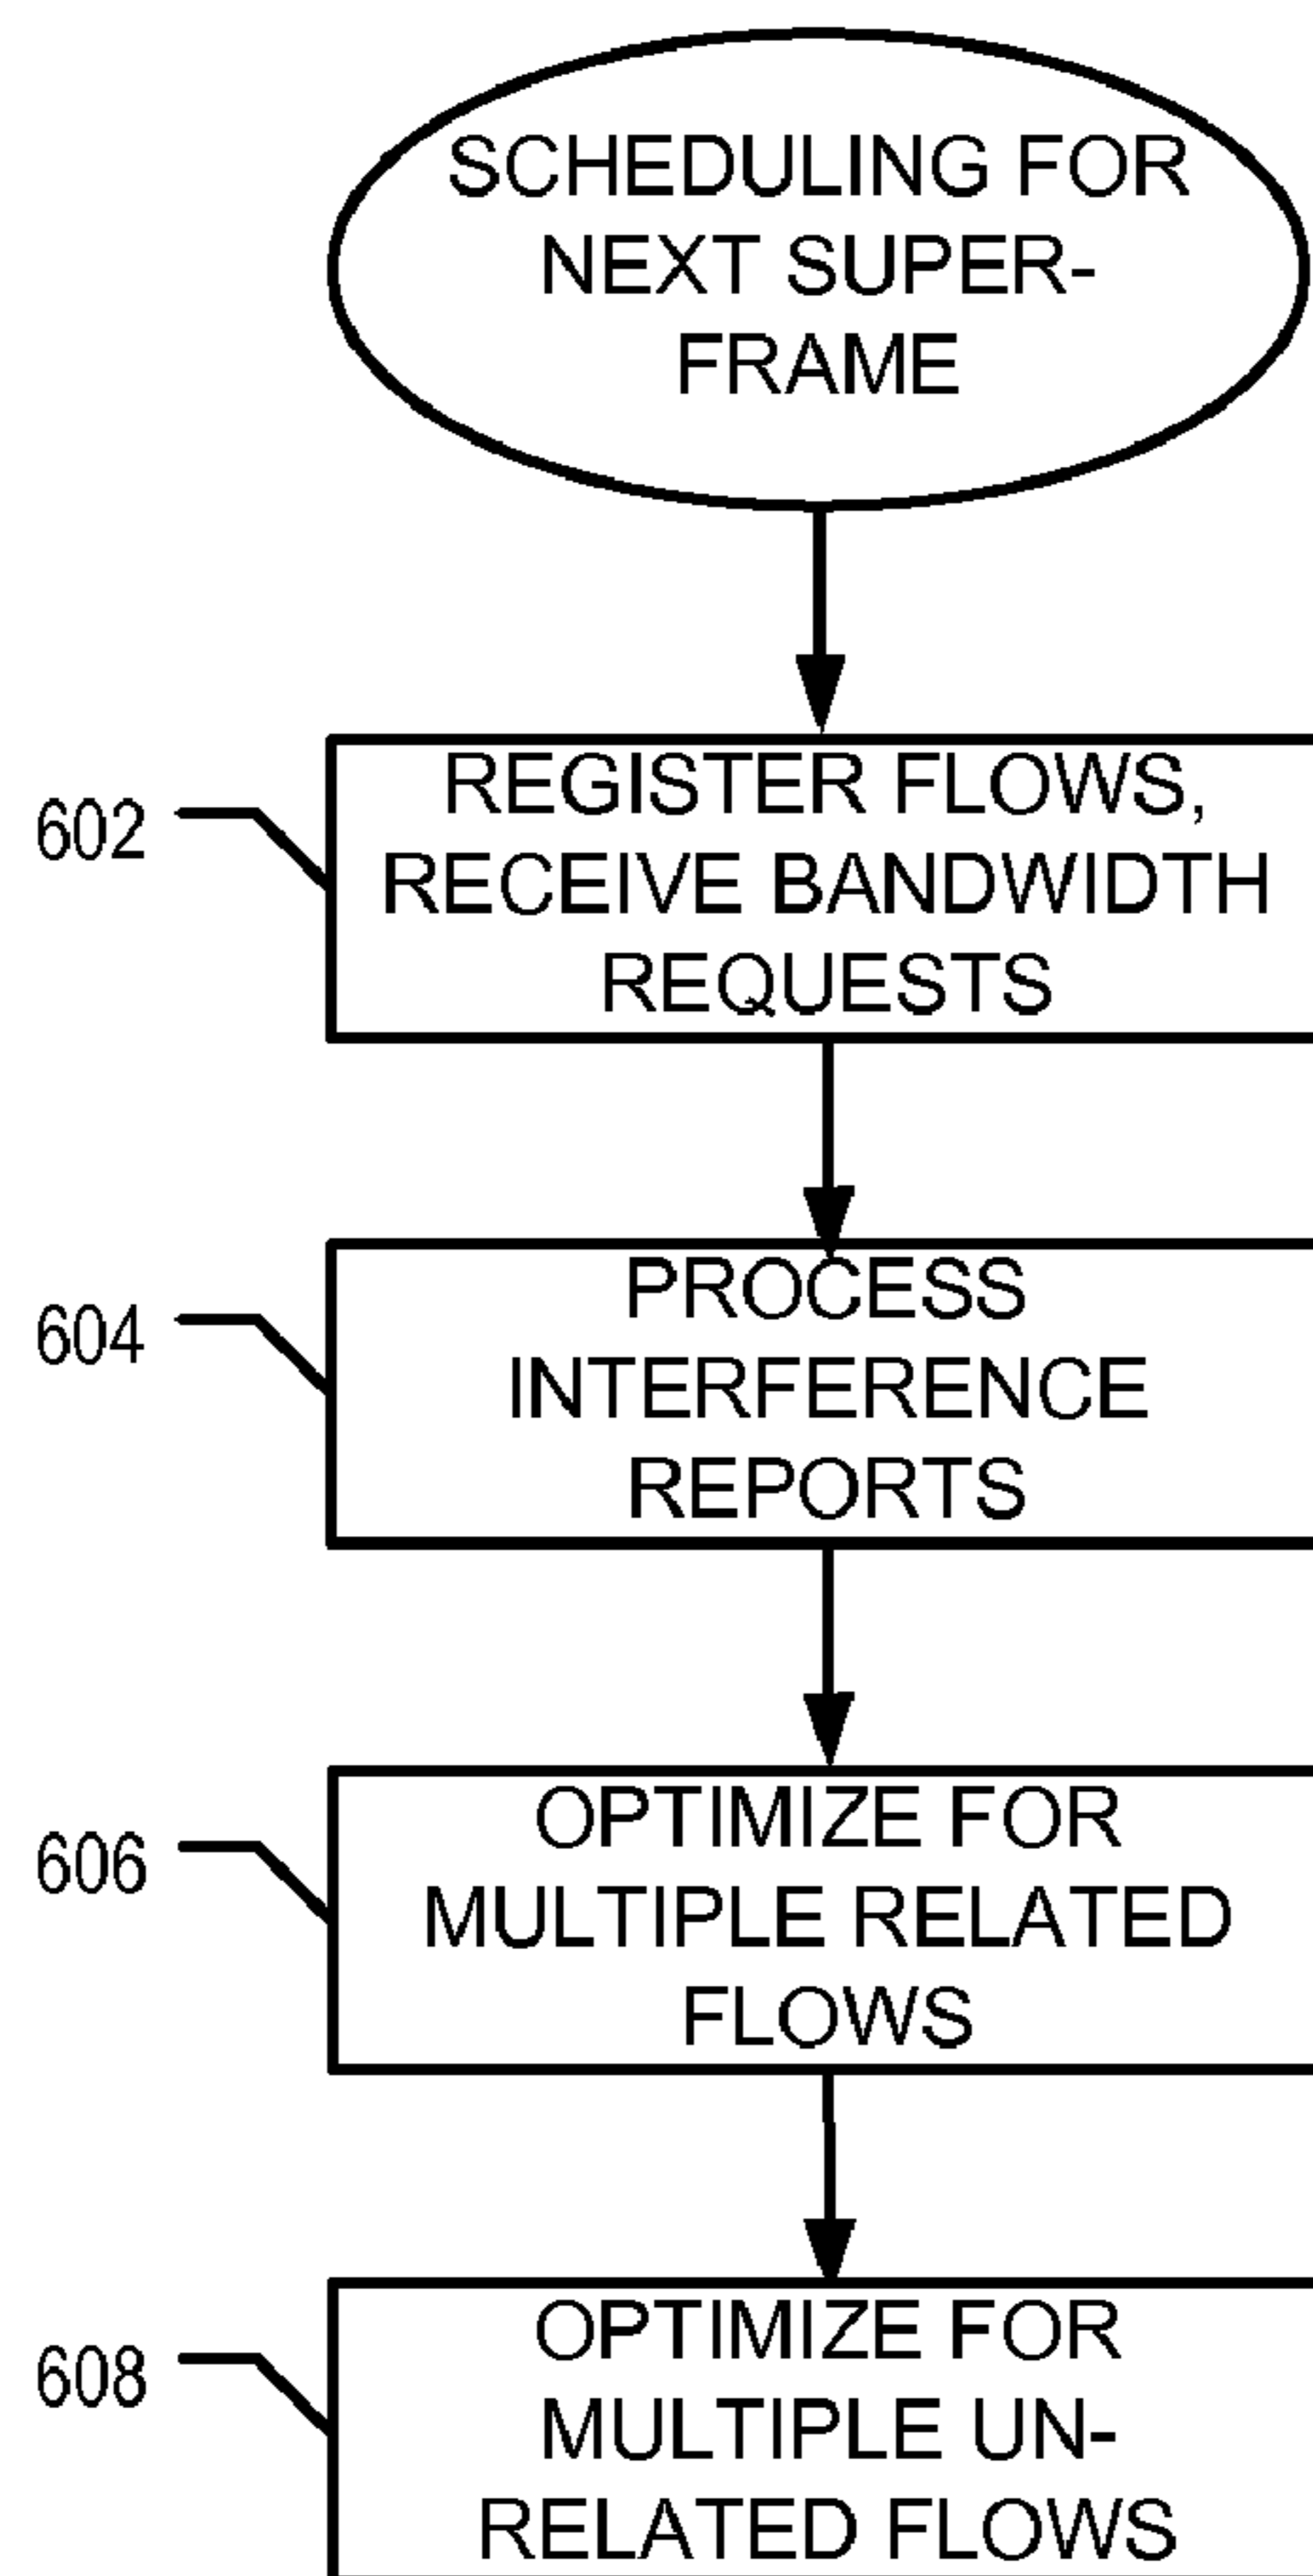 SCHEDULING FOR
NEXT SUPER-
FRAME
602
REGISTER FLOWS,
RECEIVE BANDWIDTH
REQUESTS
604
PROCESS
INTERFERENCE
REPORTS
606
OPTIMIZE FOR
MULTIPLE RELATED
FLOWS
608
OPTIMIZE FOR
MULTIPLE UN-
RELATED FLOWS